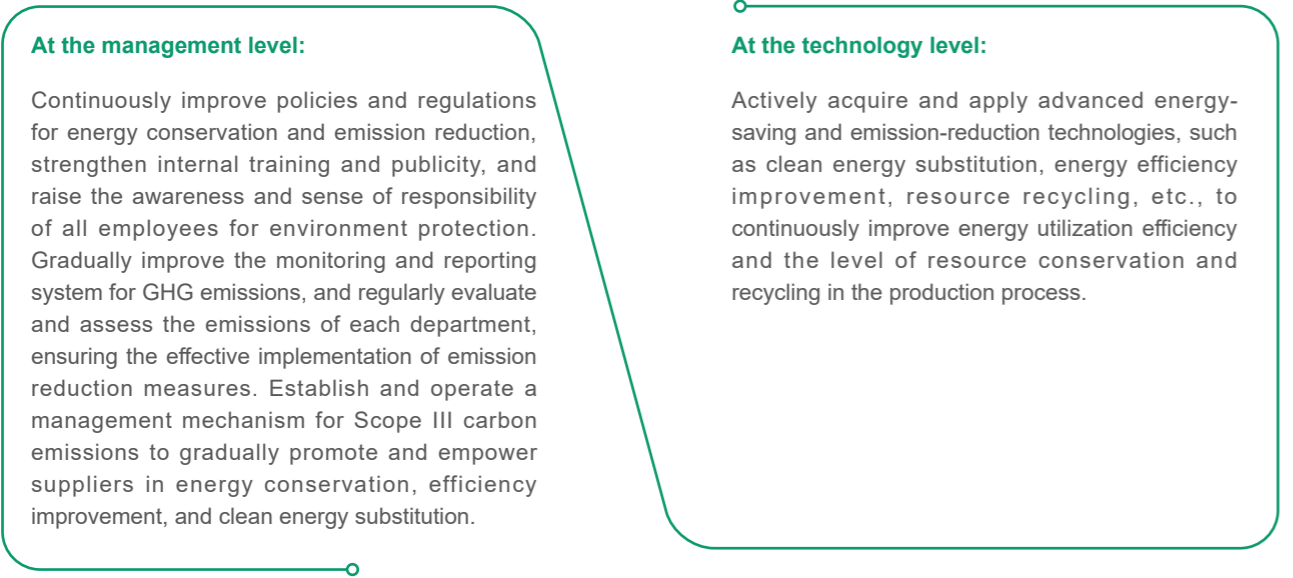 At the management level:
Continuously improve policies and regulations
for energy conservation and emission reduction,
strengthen internal training and publicity, and
raise the awareness and sense of responsibility
of all employees for environment protection.
Gradually improve the monitoring and reporting
system for GHG emissions, and regularly evaluate
and assess the emissions of each department,
ensuring the effective implementation of emission
reduction measures. Establish and operate a
management mechanism for Scope III carbon
emissions to gradually promote and empower
suppliers in energy conservation, efficiency
improvement, and clean energy substitution.
At the technology level:
Actively acquire and apply advanced energy-
saving and emission-reduction technologies, such
as clean energy substitution, energy efficiency
improvement, resource recycling, etc., to
continuously improve energy utilization efficiency
and the level of resource conservation and
recycling in the production process.